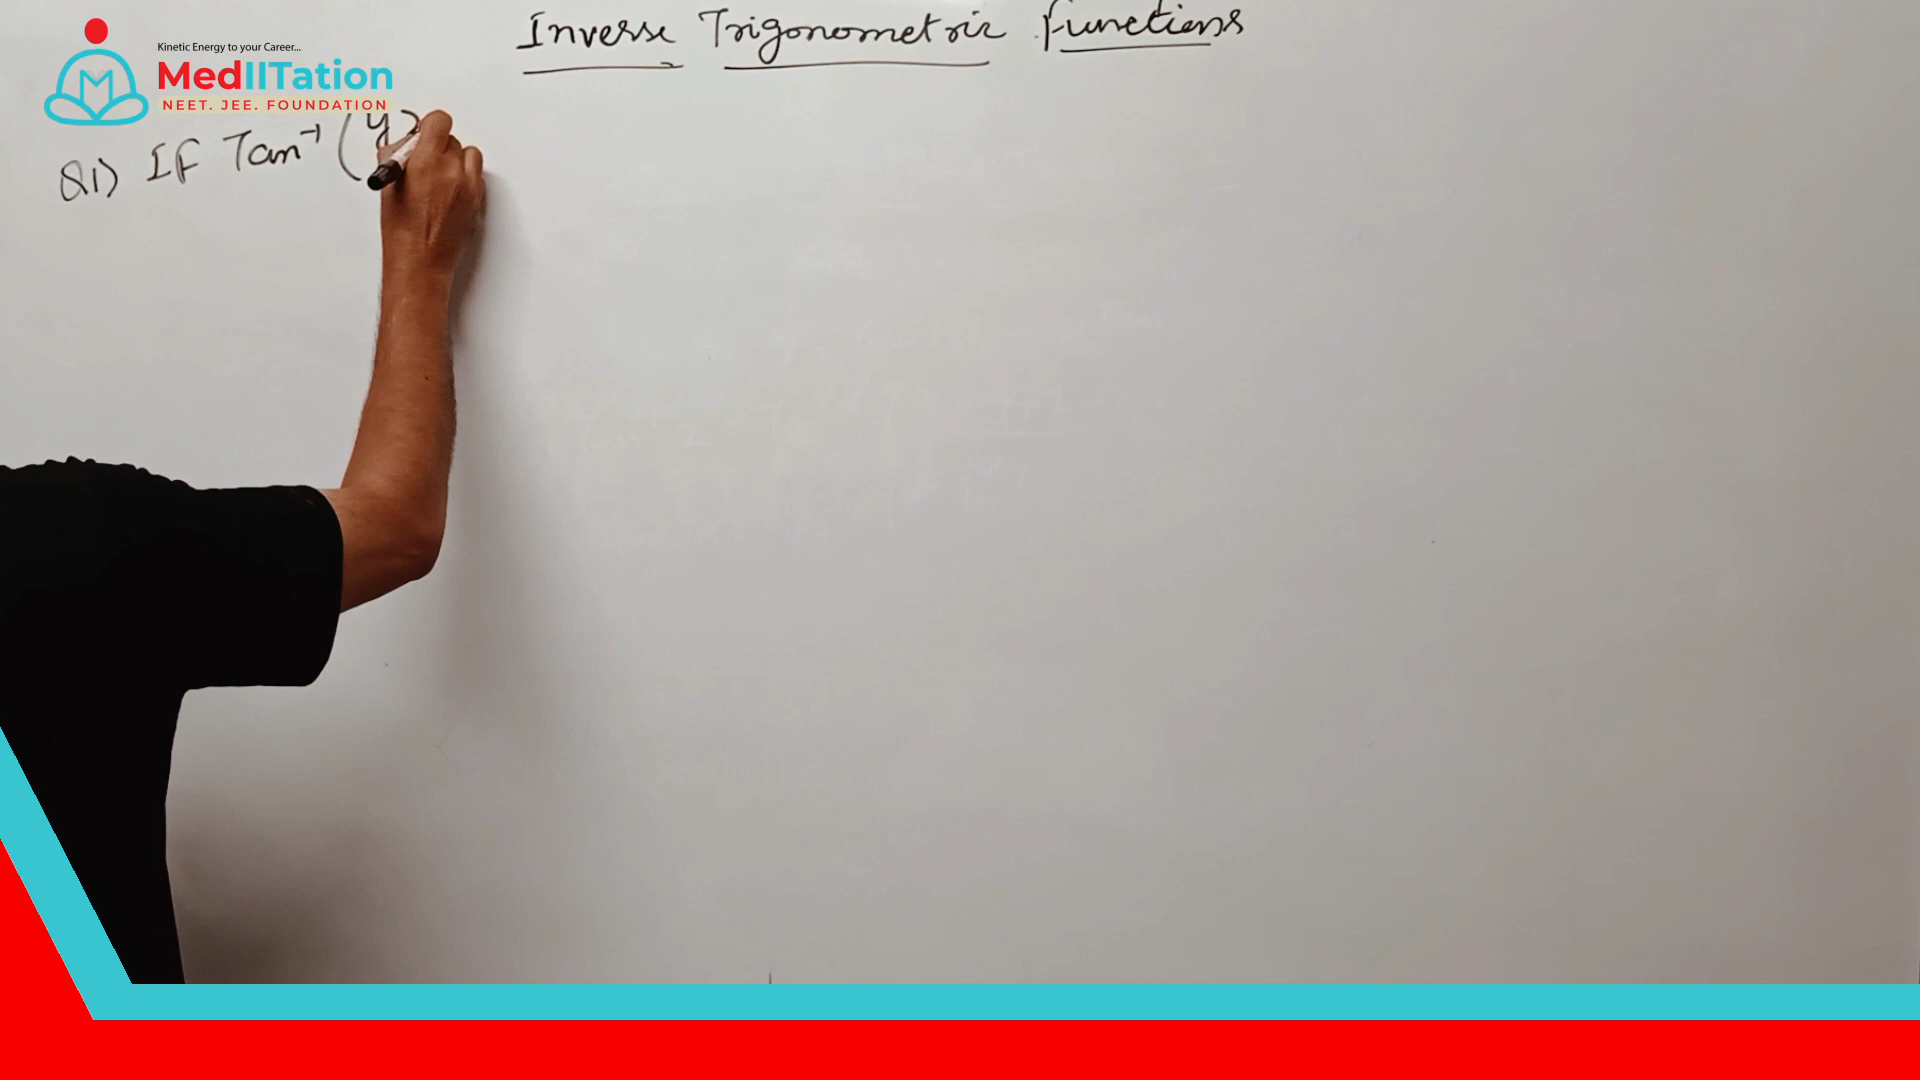 Inverse Trigonometric Functions
Kinetic Energy to your Career...
MedIITation
NEET. JEE. FOUNDATION
Q1) If Tan⁻¹ (y